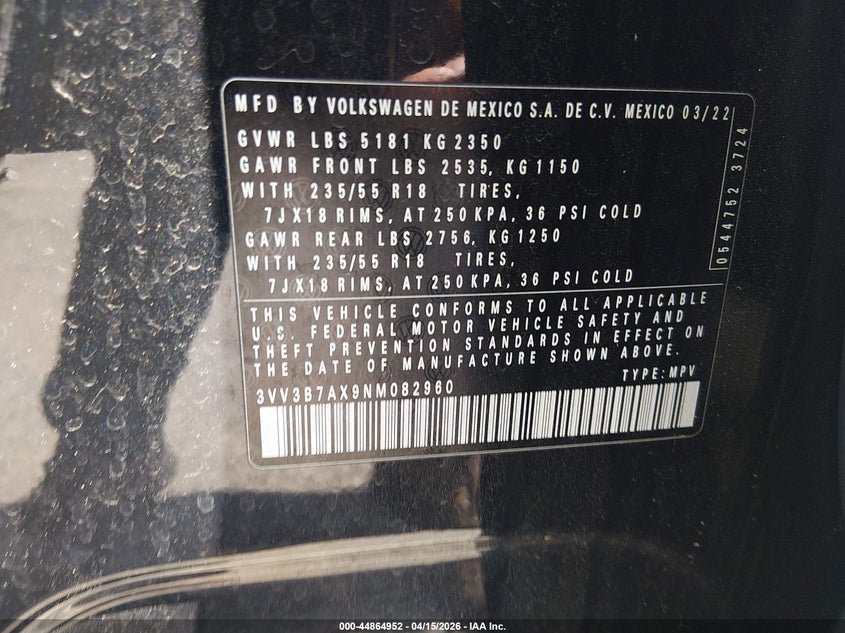 MFD BY VOLKSWAGEN DE MEXICO S.A. DE C.V. MEXICO 03/22
GVWR LBS 5181 KG 2350
GAWR FRONT LBS 2535, KG 1150
WITH 235/55 R18 TIRES,
7JX18 RIMS, AT 250 KPA, 36 PSI COLD
GAWR REAR LBS 2756, KG 1250
WITH 235/55 R18 TIRES,
7JX18 RIMS, AT 250 KPA, 36 PSI COLD
0544752 3724
THIS VEHICLE CONFORMS TO ALL APPLICABLE
U.S. FEDERAL MOTOR VEHICLE SAFETY AND
THEFT PREVENTION STANDARDS IN EFFECT ON
THE DATE OF MANUFACTURE SHOWN ABOVE.
TYPE: MPV
3VV3B7AX9NM082960
000-44864952 - 04/15/2026 - IAA Inc.